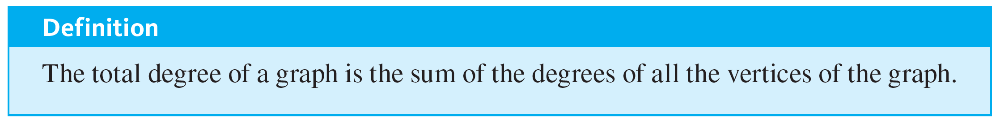 Definition
The total degree of a graph is the sum of the degrees of all the vertices of the graph.